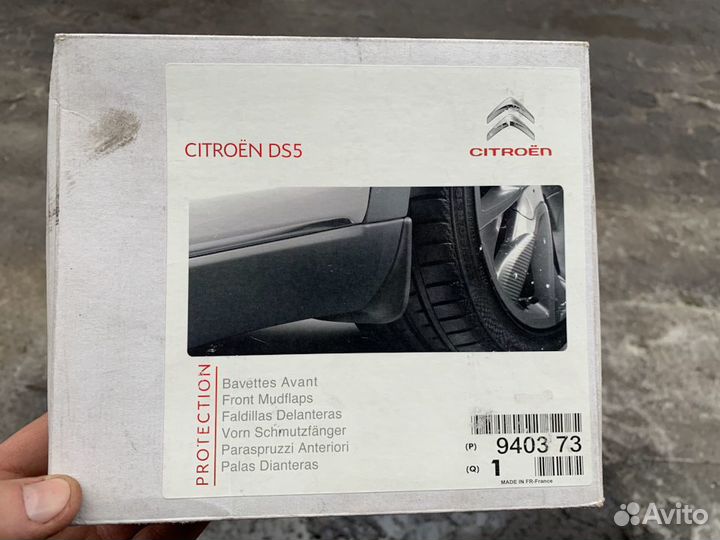 CITROËN DS5
CITROËN
PROTECTION
Bavettes Avant
Front Mudflaps
Faldillas Delanteras
Vorn Schmutzfänger
Paraspruzzi Anteriori
Palas Dianteras
(P) 9403 73
(Q) 1
MADE IN FR-France
Avito